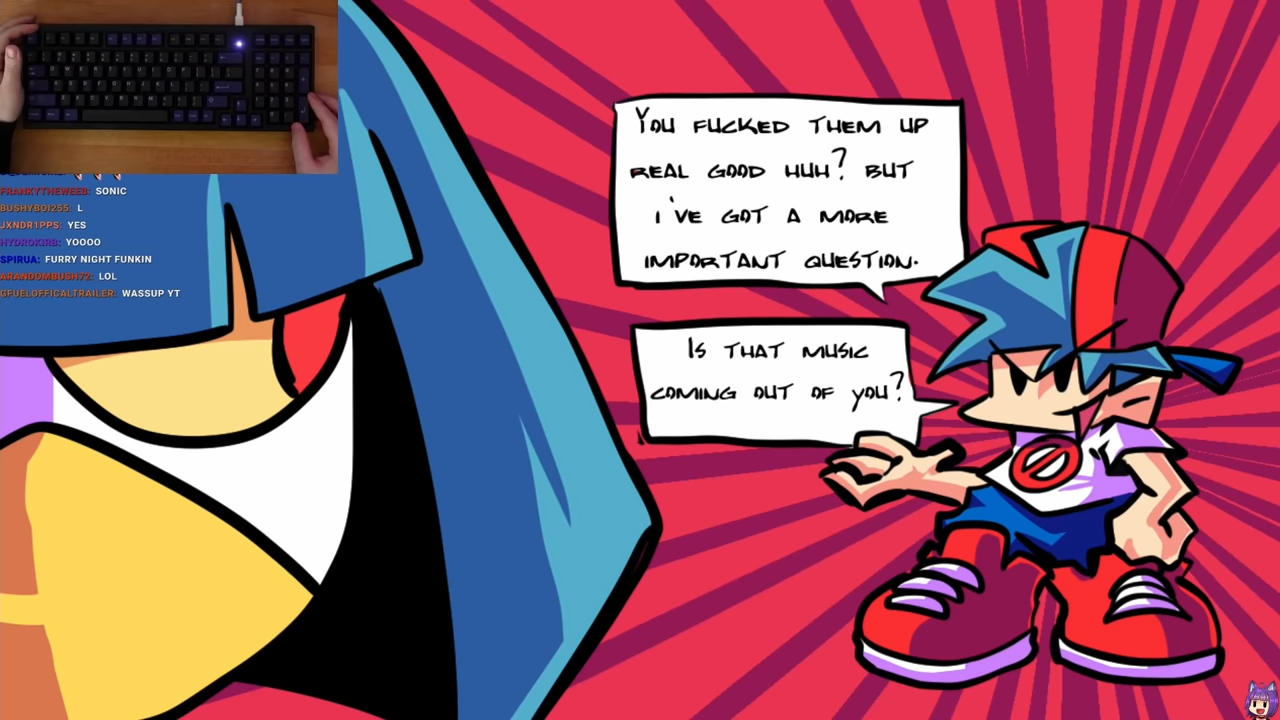 FRANKYTHEWEEB: SONIC
BUSHYBOI255: L
JXNDR1PPS: YES
HYDROKIRB: YOOOO
SPIRUA: FURRY NIGHT FUNKIN
ARANDOMBUSH72: LOL
GFUELOFFICALTRAILER: WASSUP YT
YOU FUCKED THEM UP
REAL GOOD HUH? BUT
I'VE GOT A MORE
IMPORTANT QUESTION.
IS THAT MUSIC
COMING OUT OF YOU?